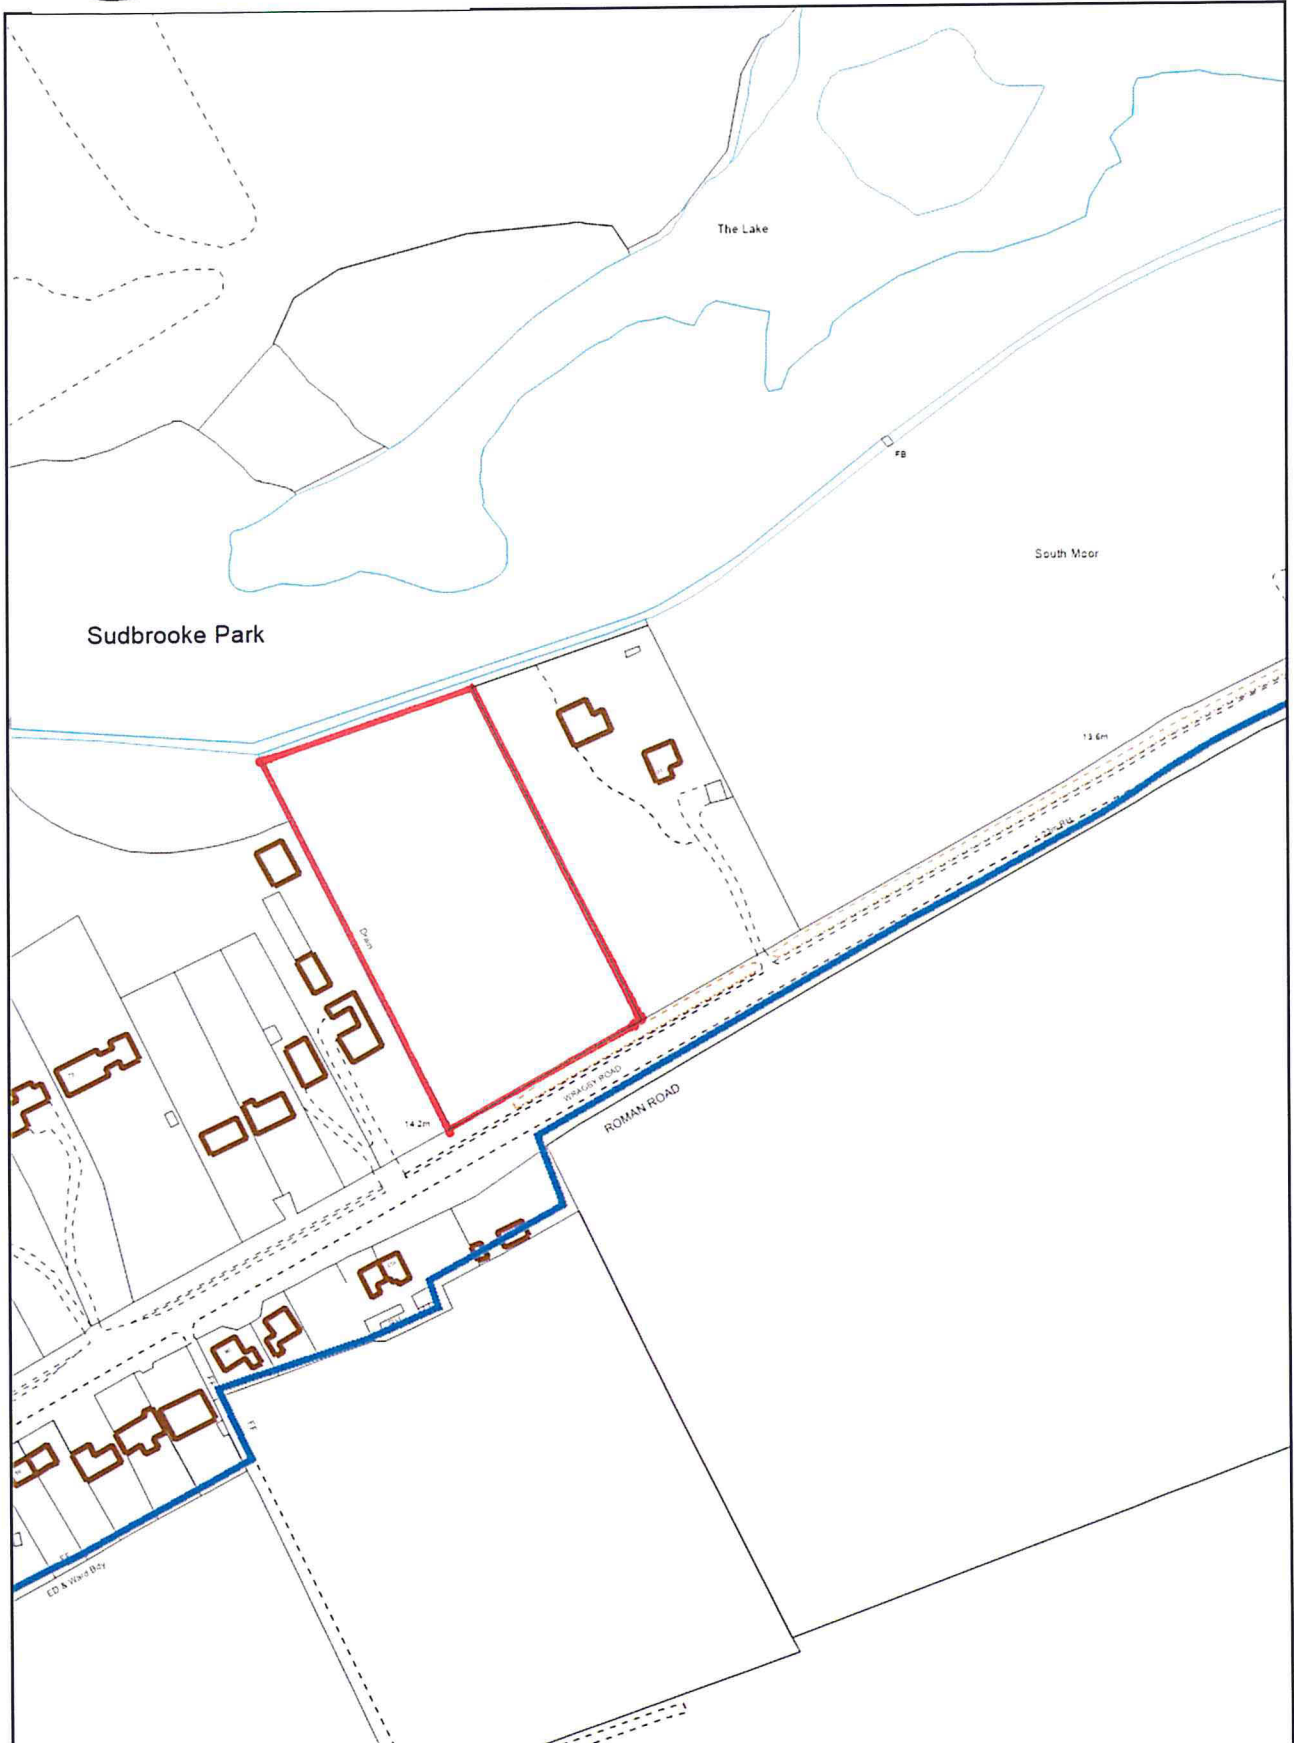 The Lake
FB
South Moor
Sudbrooke Park
13.6m
Drain
WRAGBY ROAD
ROMAN ROAD
14.2m
ED & Ward Bdy